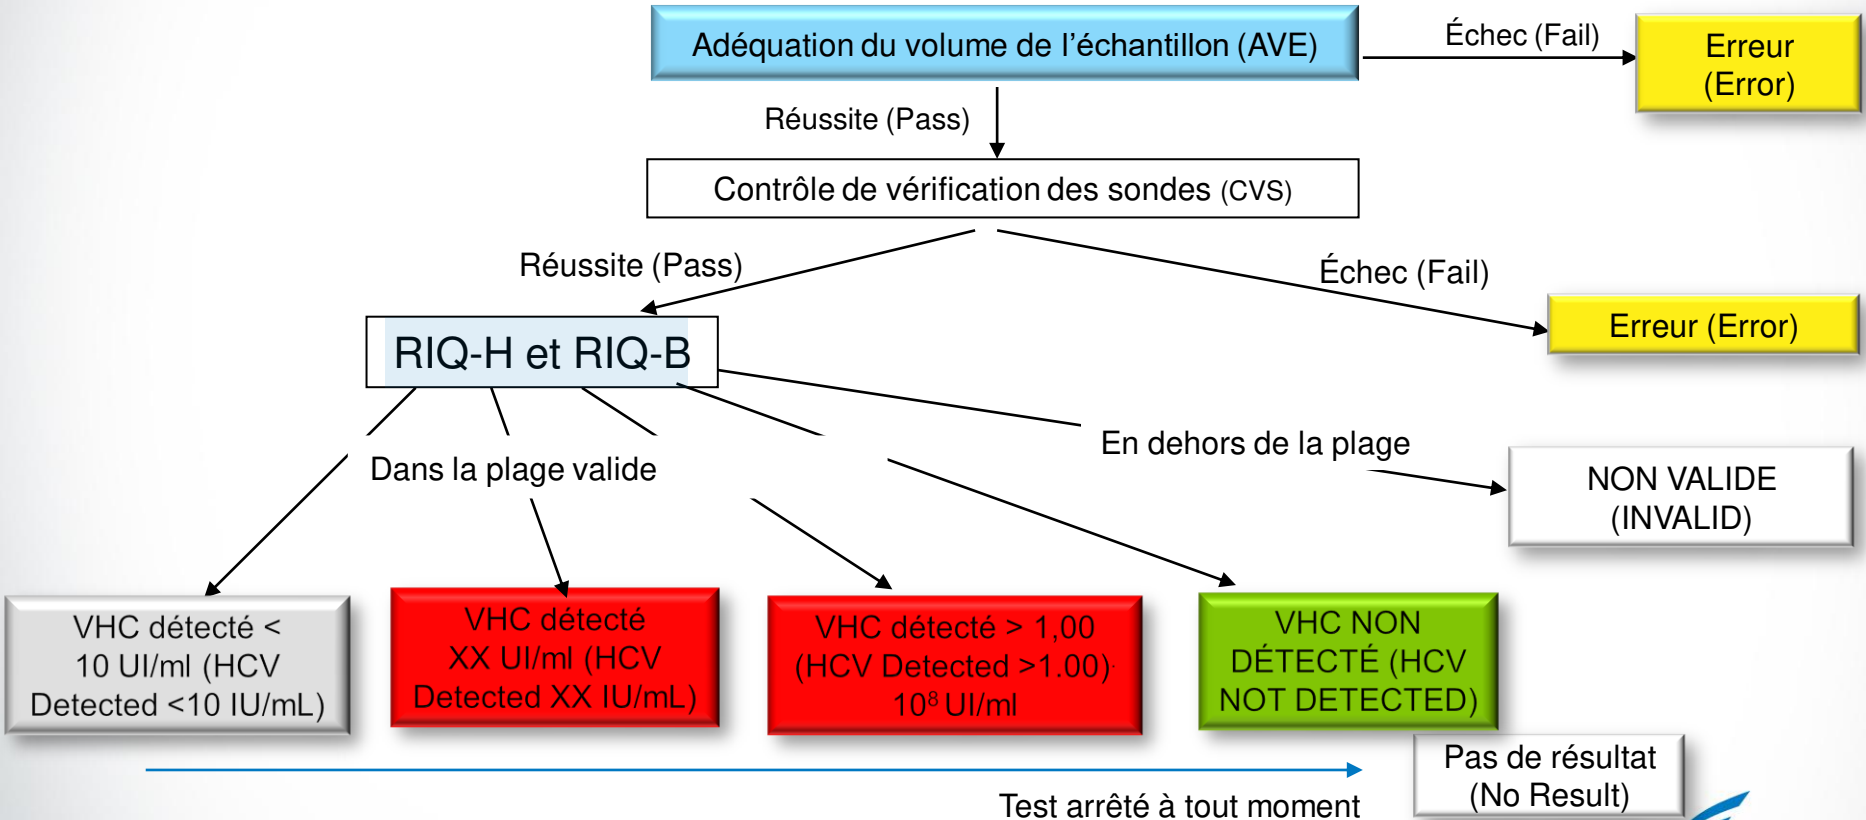 Adéquation du volume de l’échantillon (AVE)
Échec (Fail)
Erreur
(Error)
Réussite (Pass)
Contrôle de vérification des sondes (CVS)
Réussite (Pass)
Échec (Fail)
Erreur (Error)
RIQ-H et RIQ-B
En dehors de la plage
Dans la plage valide
NON VALIDE
(INVALID)
VHC détecté <
10 UI/ml (HCV
Detected <10 IU/mL)
VHC détecté
XX UI/ml (HCV
Detected XX IU/mL)
VHC détecté > 1,00
(HCV Detected >1.00)·
10⁸ UI/ml
VHC NON
DÉTECTÉ (HCV
NOT DETECTED)
Pas de résultat
(No Result)
Test arrêté à tout moment